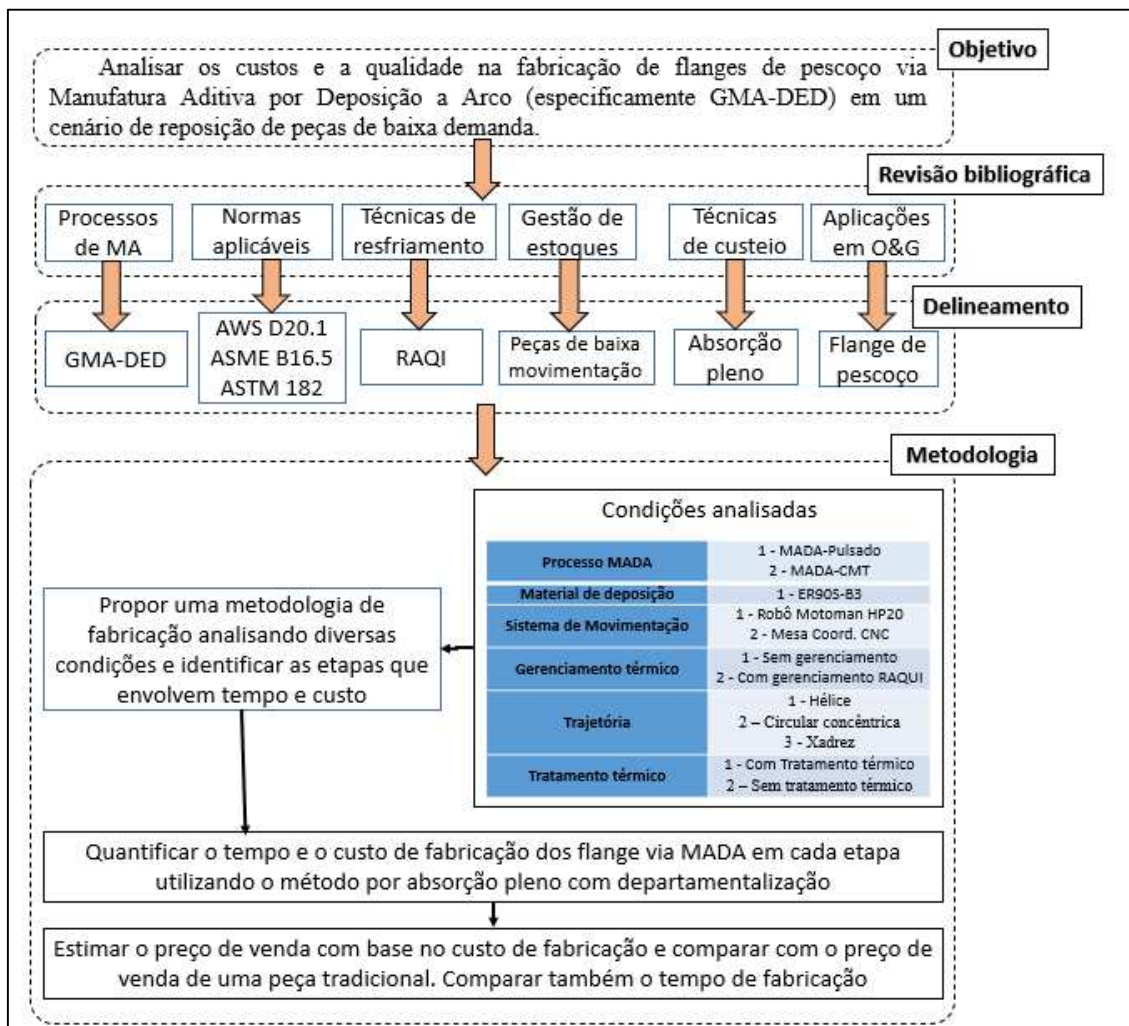 Objetivo
Analisar os custos e a qualidade na fabricação de flanges de pescoço via
Manufatura Aditiva por Deposição a Arco (especificamente GMA-DED) em um
cenário de reposição de peças de baixa demanda.
Revisão bibliográfica
Processos
de MA
Normas
aplicáveis
Técnicas de
resfriamento
Gestão de
estoques
Técnicas
de custeio
Aplicações
em O&G
Delineamento
GMA-DED
AWS D20.1
ASME B16.5
ASTM 182
RAQI
Peças de baixa
movimentação
Absorção
pleno
Flange de
pescoço
Metodologia
Condições analisadas
Processo MADA
1 - MADA-Pulsado
2 - MADA-CMT
Material de deposição
1 - ER90S-B3
Sistema de Movimentação
1 - Robô Motoman HP20
2 - Mesa Coord. CNC
Gerenciamento térmico
1 - Sem gerenciamento
2 - Com gerenciamento RAQUI
Trajetória
1 - Hélice
2 – Circular concêntrica
3 - Xadrez
Tratamento térmico
1 - Com Tratamento térmico
2 – Sem tratamento térmico
Propor uma metodologia de
fabricação analisando diversas
condições e identificar as etapas que
envolvem tempo e custo
Quantificar o tempo e o custo de fabricação dos flange via MADA em cada etapa
utilizando o método por absorção pleno com departamentalização
Estimar o preço de venda com base no custo de fabricação e comparar com o preço de
venda de uma peça tradicional. Comparar também o tempo de fabricação